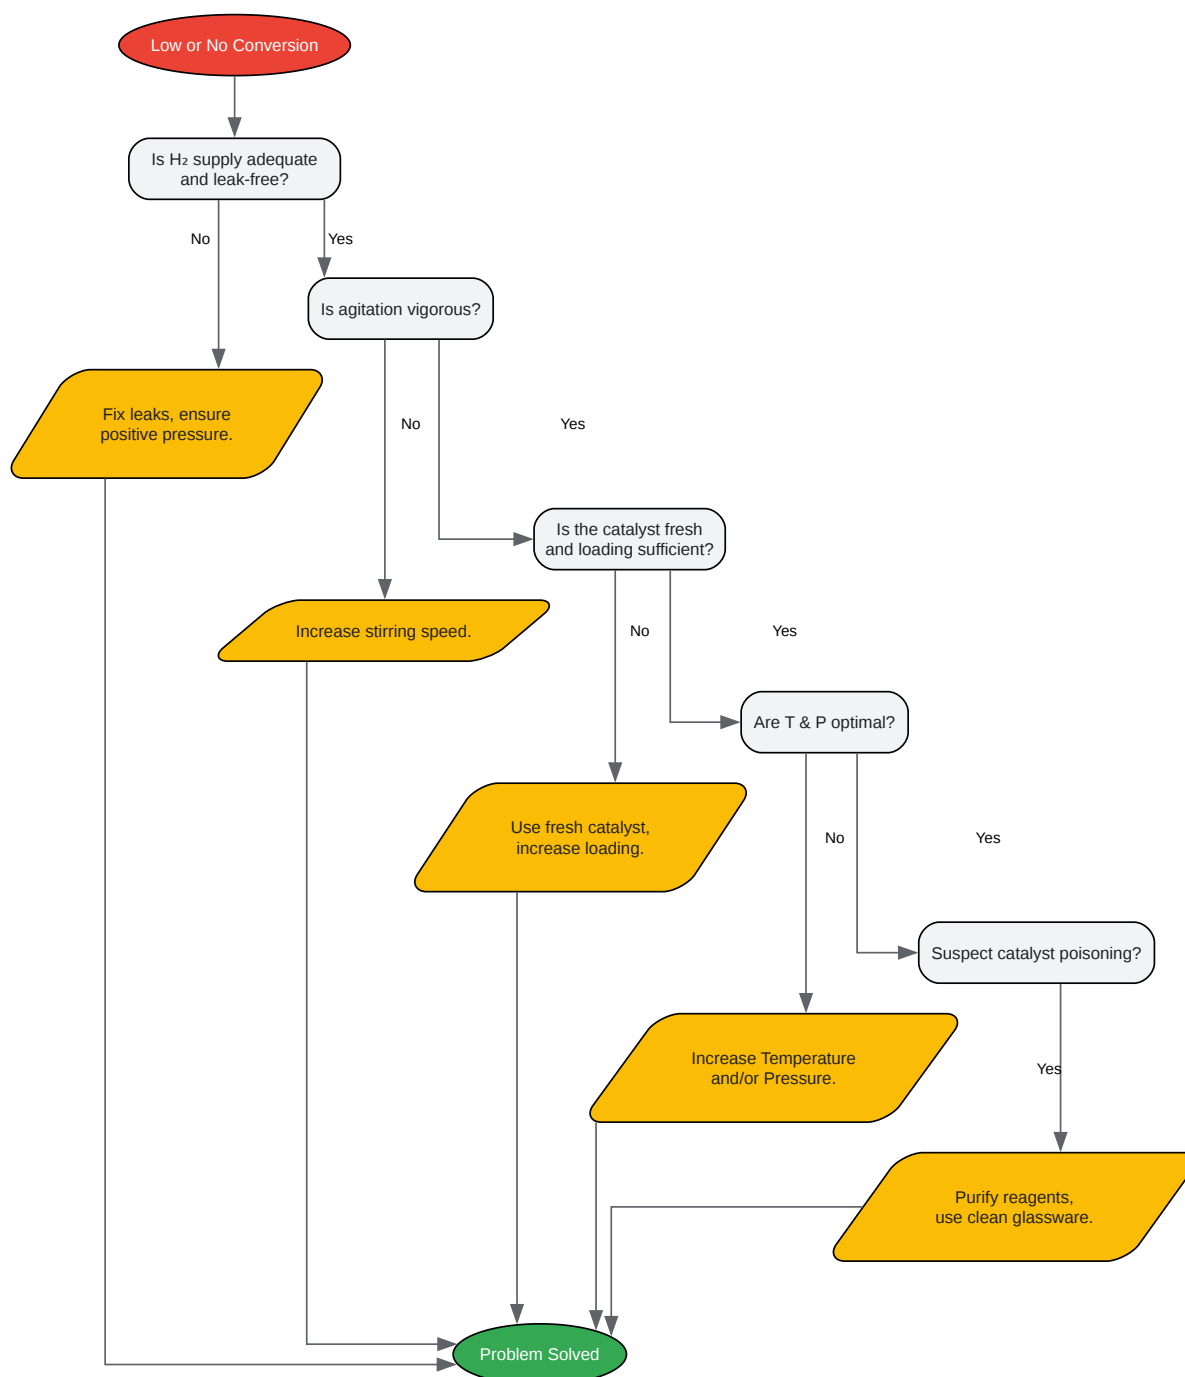 Low or No Conversion
Is H₂ supply adequate
and leak-free?
No
Yes
Is agitation vigorous?
Fix leaks, ensure
positive pressure.
No
Yes
Is the catalyst fresh
and loading sufficient?
Increase stirring speed.
No
Yes
Are T & P optimal?
Use fresh catalyst,
increase loading.
No
Yes
Suspect catalyst poisoning?
Increase Temperature
and/or Pressure.
Yes
Purify reagents,
use clean glassware.
Problem Solved